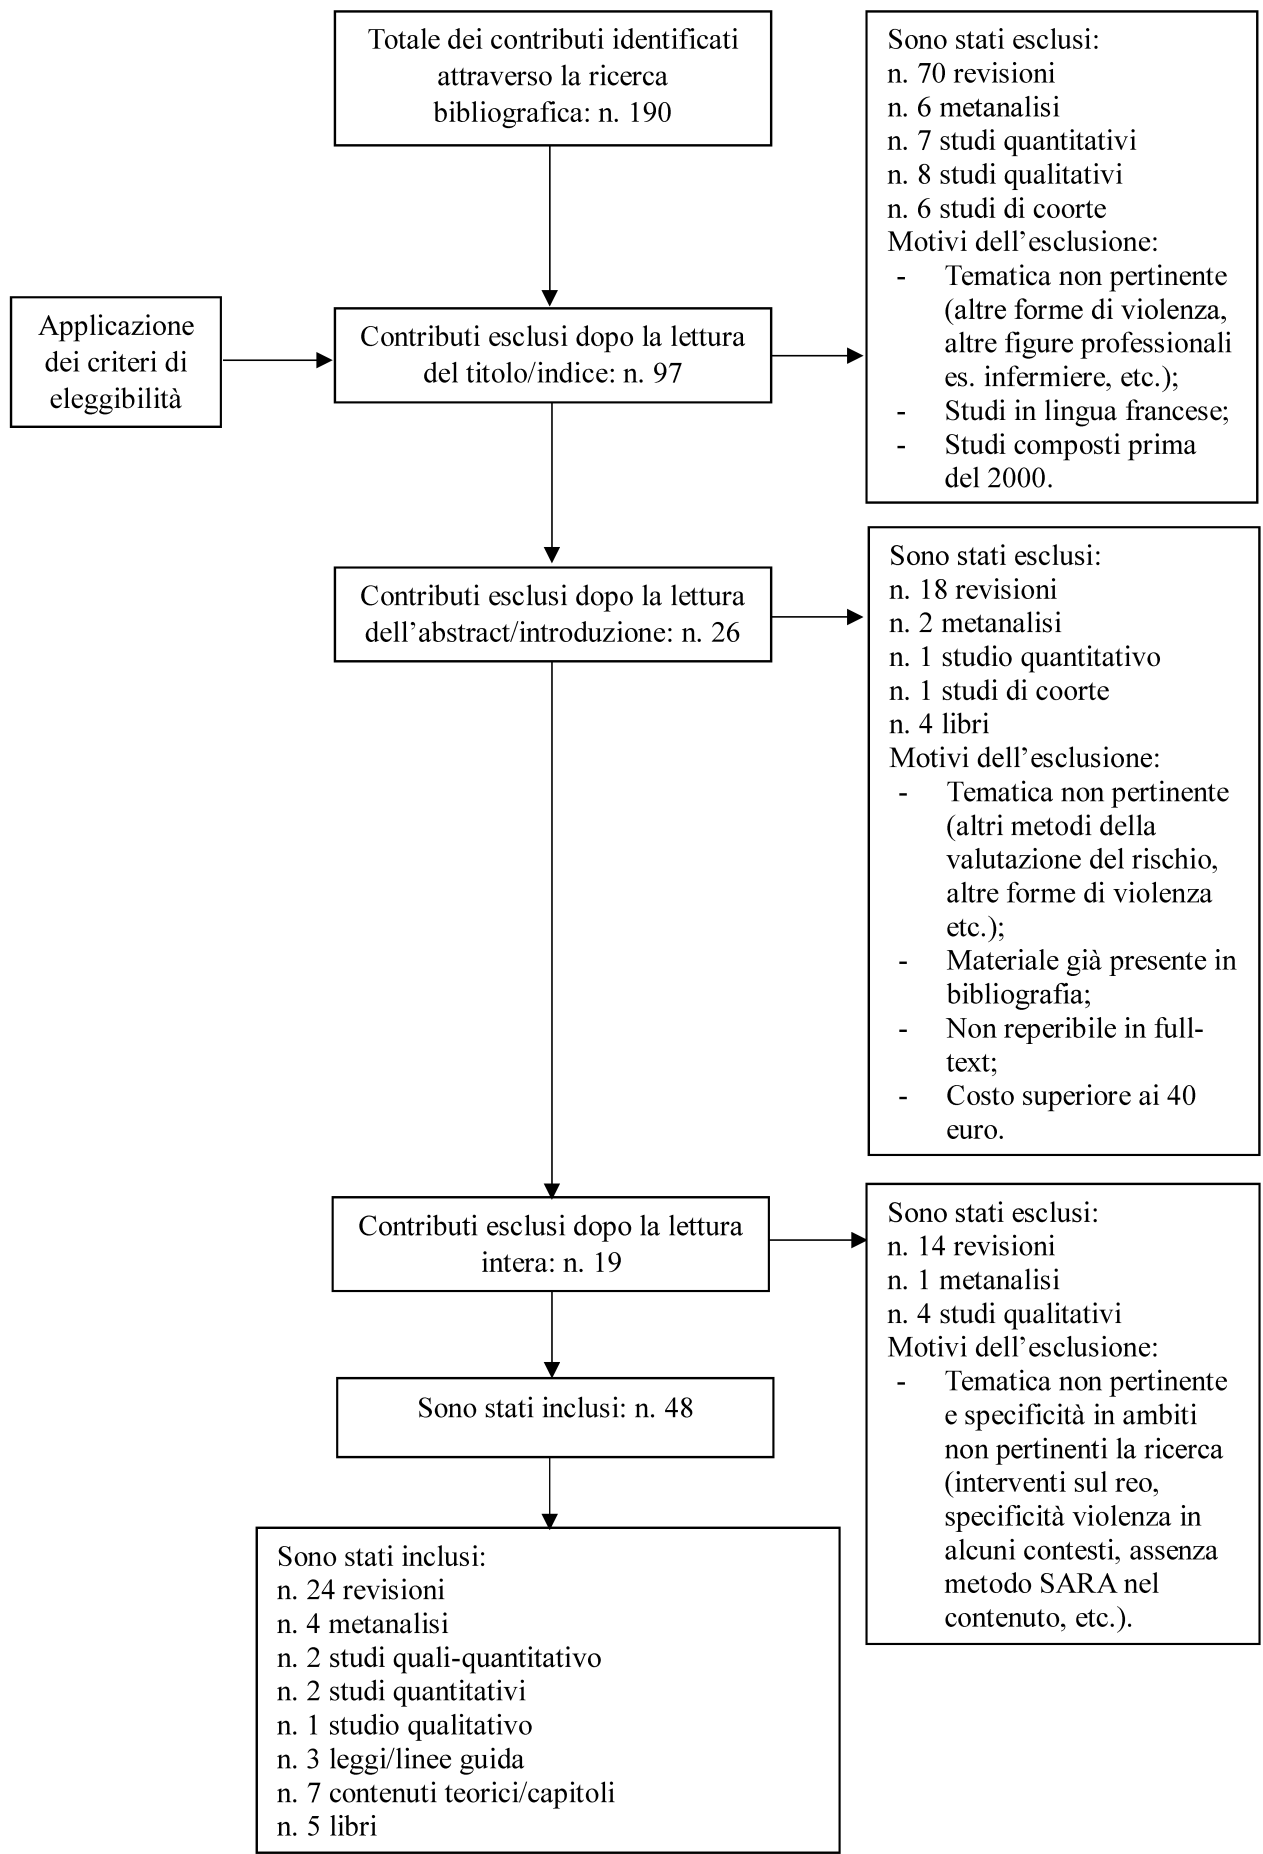 Totale dei contributi identificati
attraverso la ricerca
bibliografica: n. 190
Sono stati esclusi:
n. 70 revisioni
n. 6 metanalisi
n. 7 studi quantitativi
n. 8 studi qualitativi
n. 6 studi di coorte
Motivi dell’esclusione:
- Tematica non pertinente
(altre forme di violenza,
altre figure professionali
es. infermiere, etc.);
- Studi in lingua francese;
- Studi composti prima
del 2000.
Applicazione
dei criteri di
eleggibilità
Contributi esclusi dopo la lettura
del titolo/indice: n. 97
Contributi esclusi dopo la lettura
dell’abstract/introduzione: n. 26
Sono stati esclusi:
n. 18 revisioni
n. 2 metanalisi
n. 1 studio quantitativo
n. 1 studi di coorte
n. 4 libri
Motivi dell’esclusione:
- Tematica non pertinente
(altri metodi della
valutazione del rischio,
altre forme di violenza
etc.);
- Materiale già presente in
bibliografia;
- Non reperibile in full-
text;
- Costo superiore ai 40
euro.
Contributi esclusi dopo la lettura
intera: n. 19
Sono stati esclusi:
n. 14 revisioni
n. 1 metanalisi
n. 4 studi qualitativi
Motivi dell’esclusione:
- Tematica non pertinente
e specificità in ambiti
non pertinenti la ricerca
(interventi sul reo,
specificità violenza in
alcuni contesti, assenza
metodo SARA nel
contenuto, etc.).
Sono stati inclusi: n. 48
Sono stati inclusi:
n. 24 revisioni
n. 4 metanalisi
n. 2 studi quali-quantitativo
n. 2 studi quantitativi
n. 1 studio qualitativo
n. 3 leggi/linee guida
n. 7 contenuti teorici/capitoli
n. 5 libri